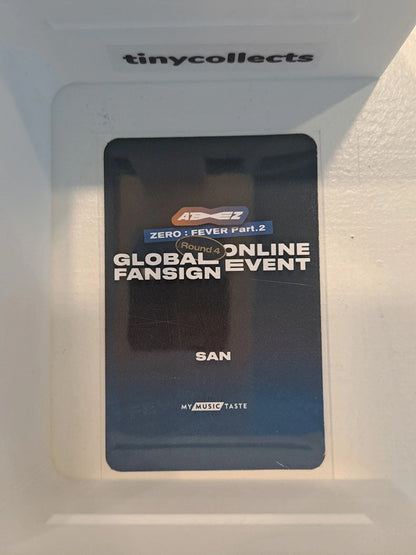 tinycollects
ATEEZ
ZERO : FEVER Part.2
Round 4
GLOBAL ONLINE
FANSIGN EVENT
SAN
MY MUSIC TASTE